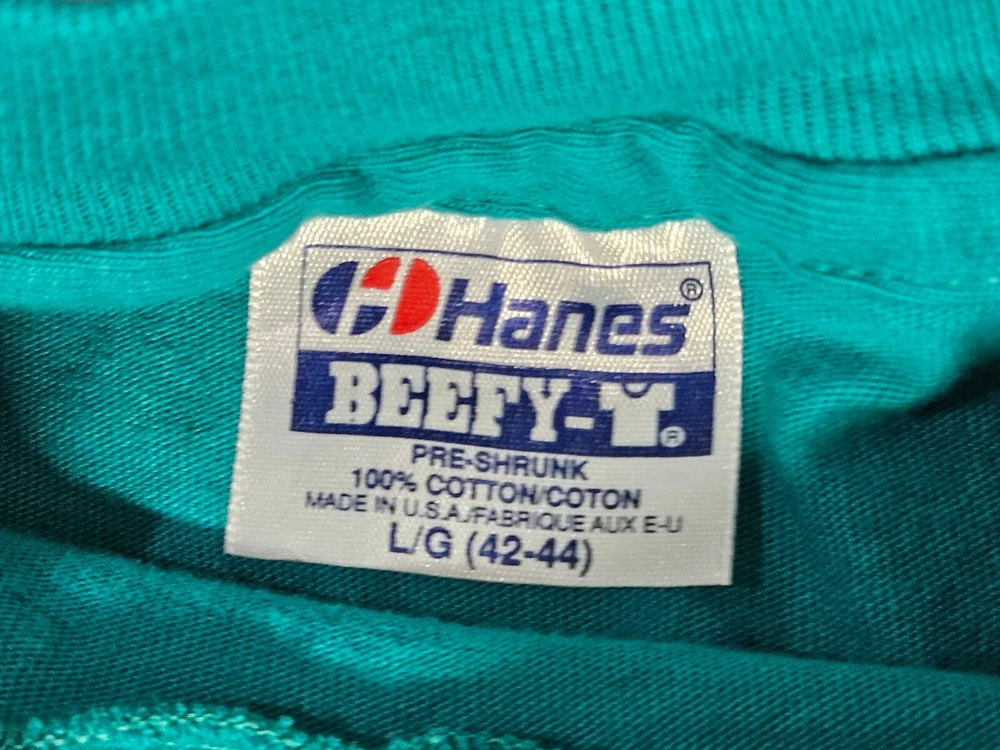 Hanes®
BEEFY-T®
PRE-SHRUNK
100% COTTON/COTON
MADE IN U.S.A./FABRIQUE AUX E-U
L/G (42-44)